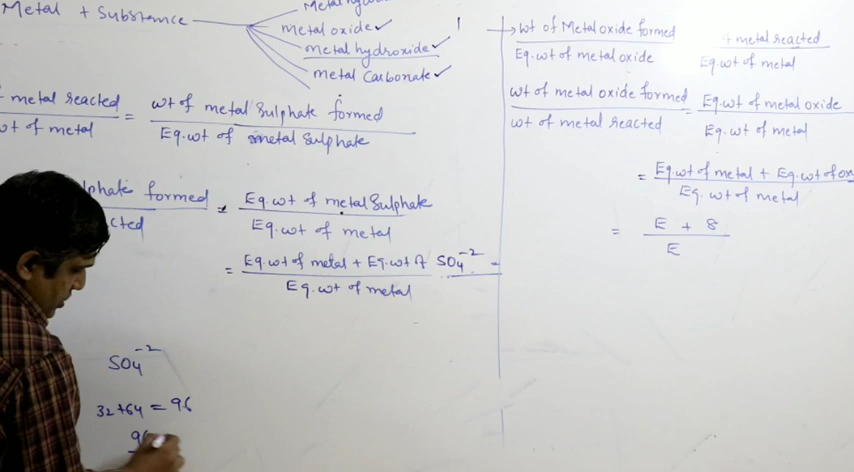 Metal + Substance
metal oxide ✓
metal hydroxide ✓
metal Carbonate ✓
metal reacted / wt of metal = wt of metal Sulphate formed / Eq.wt of metal Sulphate
phate formed / cted = Eq.wt of metal Sulphate / Eq.wt of metal
= Eq.wt of metal + Eq.wt of SO4^-2 / Eq.wt of metal
SO4^-2
32 + 64 = 96
→ wt of Metal oxide formed / Eq.wt of metal oxide
metal reacted / Eq.wt of metal
wt of metal oxide formed / wt of metal reacted = Eq.wt of metal oxide / Eq.wt of metal
= Eq.wt of metal + Eq.wt of ox / Eq.wt of metal
= E + 8 / E